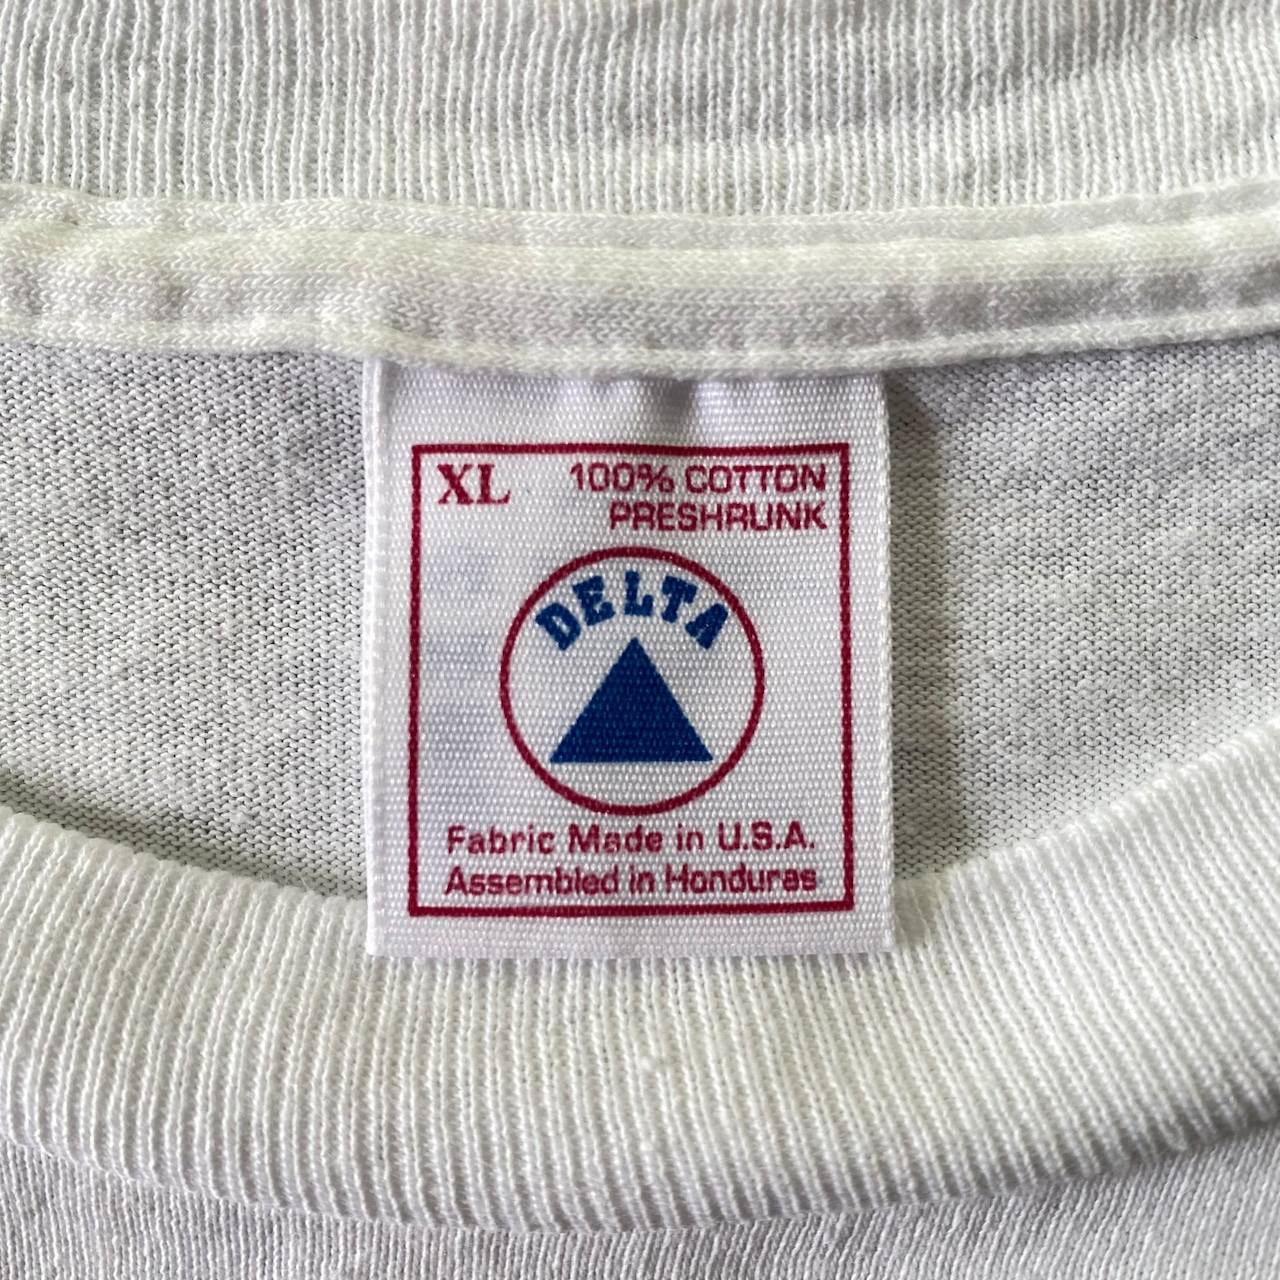 XL
100% COTTON
PRESHRUNK
DELTA
Fabric Made in U.S.A.
Assembled in Honduras